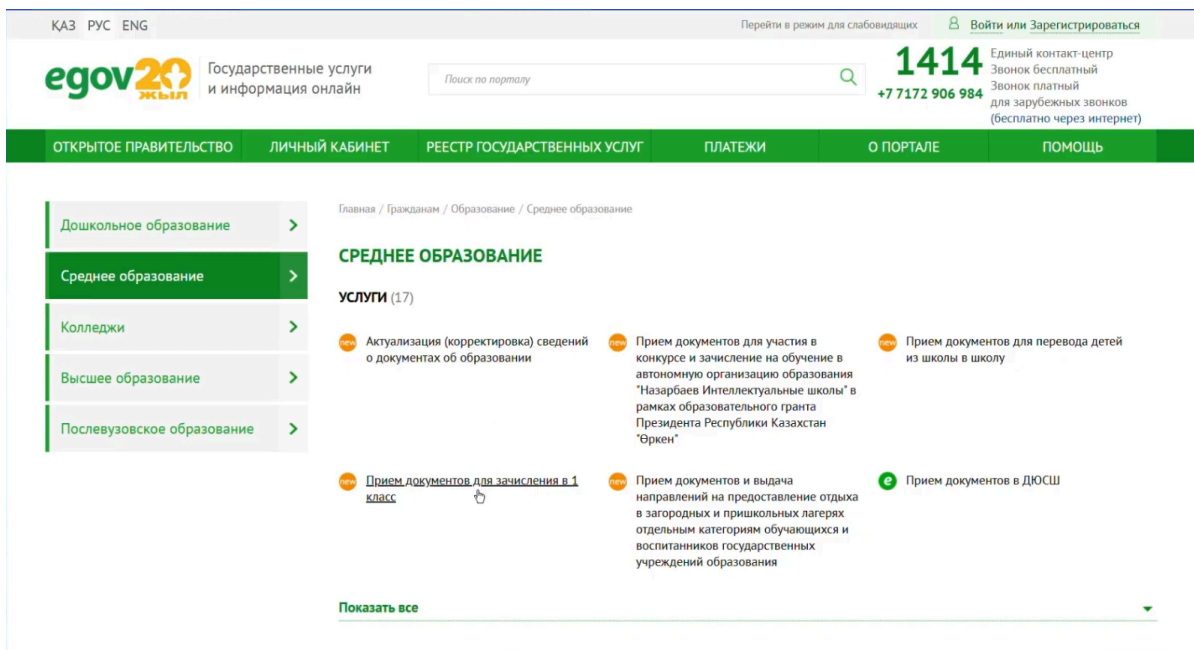 ҚАЗ РУС ENG
Перейти в режим для слабовидящих
Войти или Зарегистрироваться
egov 20 ЖЫЛ
Государственные услуги
и информация онлайн
Поиск по порталу
1414
+7 7172 906 984
Единый контакт-центр
Звонок бесплатный
Звонок платный
для зарубежных звонков
(бесплатно через интернет)
ОТКРЫТОЕ ПРАВИТЕЛЬСТВО
ЛИЧНЫЙ КАБИНЕТ
РЕЕСТР ГОСУДАРСТВЕННЫХ УСЛУГ
ПЛАТЕЖИ
О ПОРТАЛЕ
ПОМОЩЬ
Дошкольное образование
Среднее образование
Колледжи
Высшее образование
Послевузовское образование
Главная / Гражданам / Образование / Среднее образование
СРЕДНЕЕ ОБРАЗОВАНИЕ
УСЛУГИ (17)
new
Актуализация (корректировка) сведений
о документах об образовании
new
Прием документов для участия в
конкурсе и зачисление на обучение в
автономную организацию образования
"Назарбаев Интеллектуальные школы" в
рамках образовательного гранта
Президента Республики Казахстан
"Өркен"
new
Прием документов для перевода детей
из школы в школу
new
Прием документов для зачисления в 1
класс
new
Прием документов и выдача
направлений на предоставление отдыха
в загородных и пришкольных лагерях
отдельным категориям обучающихся и
воспитанников государственных
учреждений образования
e
Прием документов в ДЮСШ
Показать все